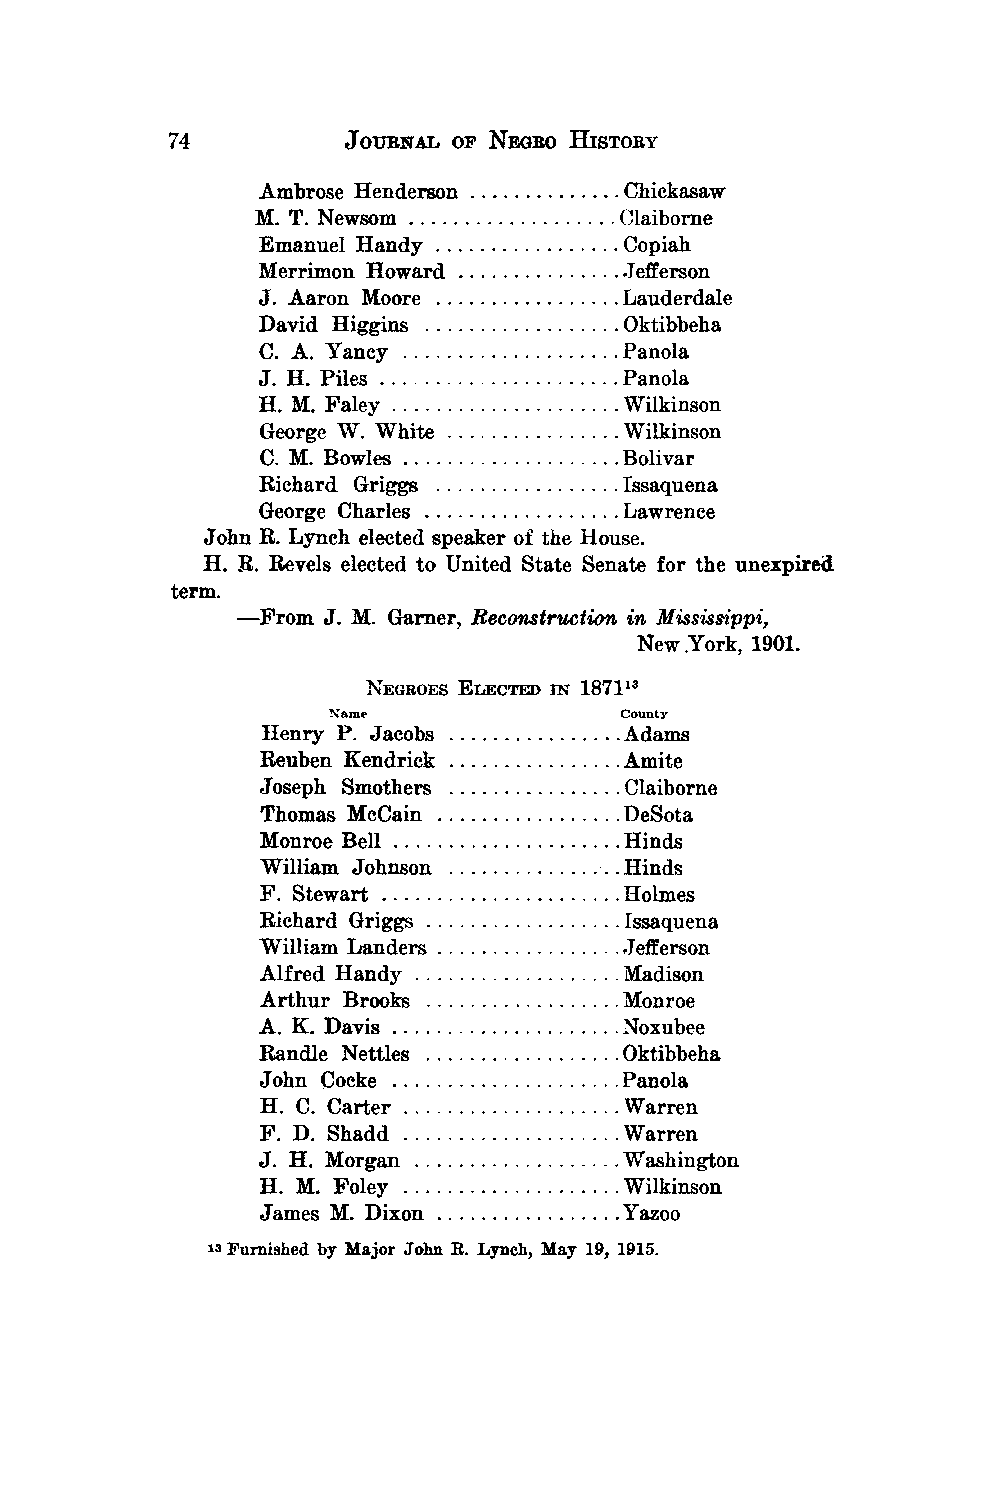 74 JOURNAL OF NEGRO HISTORY
Ambrose Henderson ..............Chickasaw
M. T. Newsom ...................Claiborne
Emanuel Handy .................Copiah
Merrimon Howard ...............Jefferson
J. Aaron Moore .................Lauderdale
David Higgins ..................Oktibbeha
C. A. Yancy ....................Panola
J. H. Piles ......................Panola
H. M. Faley .....................Wilkinson
George W. White ................Wilkinson
C. M. Bowles ....................Bolivar
Richard Griggs .................Issaquena
George Charles ..................Lawrence
John R. Lynch elected speaker of the House.
H. R. Revels elected to United State Senate for the unexpired
term.
—From J. M. Garner, Reconstruction in Mississippi,
New York, 1901.
NEGROES ELECTED IN 1871¹³
Name County
Henry P. Jacobs ................Adams
Reuben Kendrick ................Amite
Joseph Smothers ................Claiborne
Thomas McCain .................DeSota
Monroe Bell .....................Hinds
William Johnson ................Hinds
F. Stewart ......................Holmes
Richard Griggs ..................Issaquena
William Landers .................Jefferson
Alfred Handy ...................Madison
Arthur Brooks ..................Monroe
A. K. Davis .....................Noxubee
Randle Nettles ..................Oktibbeha
John Cocke .....................Panola
H. C. Carter ....................Warren
F. D. Shadd ....................Warren
J. H. Morgan ...................Washington
H. M. Foley ....................Wilkinson
James M. Dixon .................Yazoo
¹³ Furnished by Major John R. Lynch, May 19, 1915.